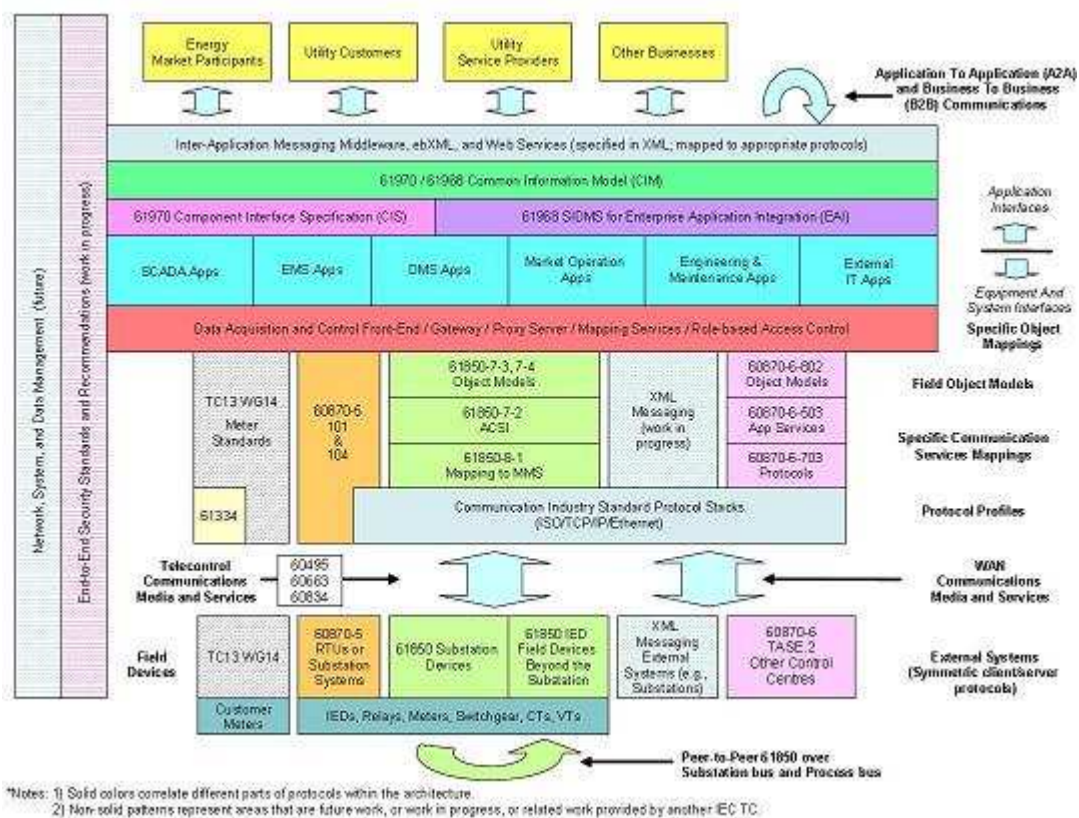 Energy
Market Participants
Utility Customers
Utility
Service Providers
Other Businesses
Application To Application (A2A)
and Business To Business
(B2B) Communications
Inter-Application Messaging Middleware, ebXML, and Web Services (specified in XML; mapped to appropriate protocols)
61970 / 61968 Common Information Model (CIM)
61970 Component Interface Specification (CIS)
61968 SIDMS for Enterprise Application Integration (EAI)
Application
Interfaces
SCADA Apps
EMS Apps
DMS Apps
Market Operation
Apps
Engineering &
Maintenance Apps
External
IT Apps
Equipment And
System Interfaces
Data Acquisition and Control Front-End / Gateway / Proxy Server / Mapping Services / Role-based Access Control
Specific Object
Mappings
Network, System, and Data Management (future)
End-to-End Security Standards and Recommendations (work in progress)
TC13 WG14
Meter
Standards
61334
60870-5
101
&
104
61850-7-3, 7-4
Object Models
61850-7-2
ACSI
61850-8-1
Mapping to MMS
XML
Messaging
(work in
progress)
60870-6-802
Object Models
60870-6-503
App Services
60870-6-703
Protocols
Field Object Models
Specific Communication
Services Mappings
Communication Industry Standard Protocol Stacks
(ISO/TCP/IP/Ethernet)
Protocol Profiles
Telecontrol
Communications
Media and Services
60495
60663
60834
WAN
Communications
Media and Services
Field
Devices
TC13 WG14
60870-5
RTUs or
Substation
Systems
61850 Substation
Devices
61850 IED
Field Devices
Beyond the
Substation
XML
Messaging
External
Systems (e.g.,
Substations)
60870-6
TASE.2
Other Control
Centres
External Systems
(Symmetric client/server
protocols)
Customer
Meters
IEDs, Relays, Meters, Switchgear, CTs, VTs
Peer-to-Peer 61850 over
Substation bus and Process bus
*Notes: 1) Solid colors correlate different parts of protocols within the architecture.
2) Non-solid patterns represent areas that are future work, or work in progress, or related work provided by another IEC TC.